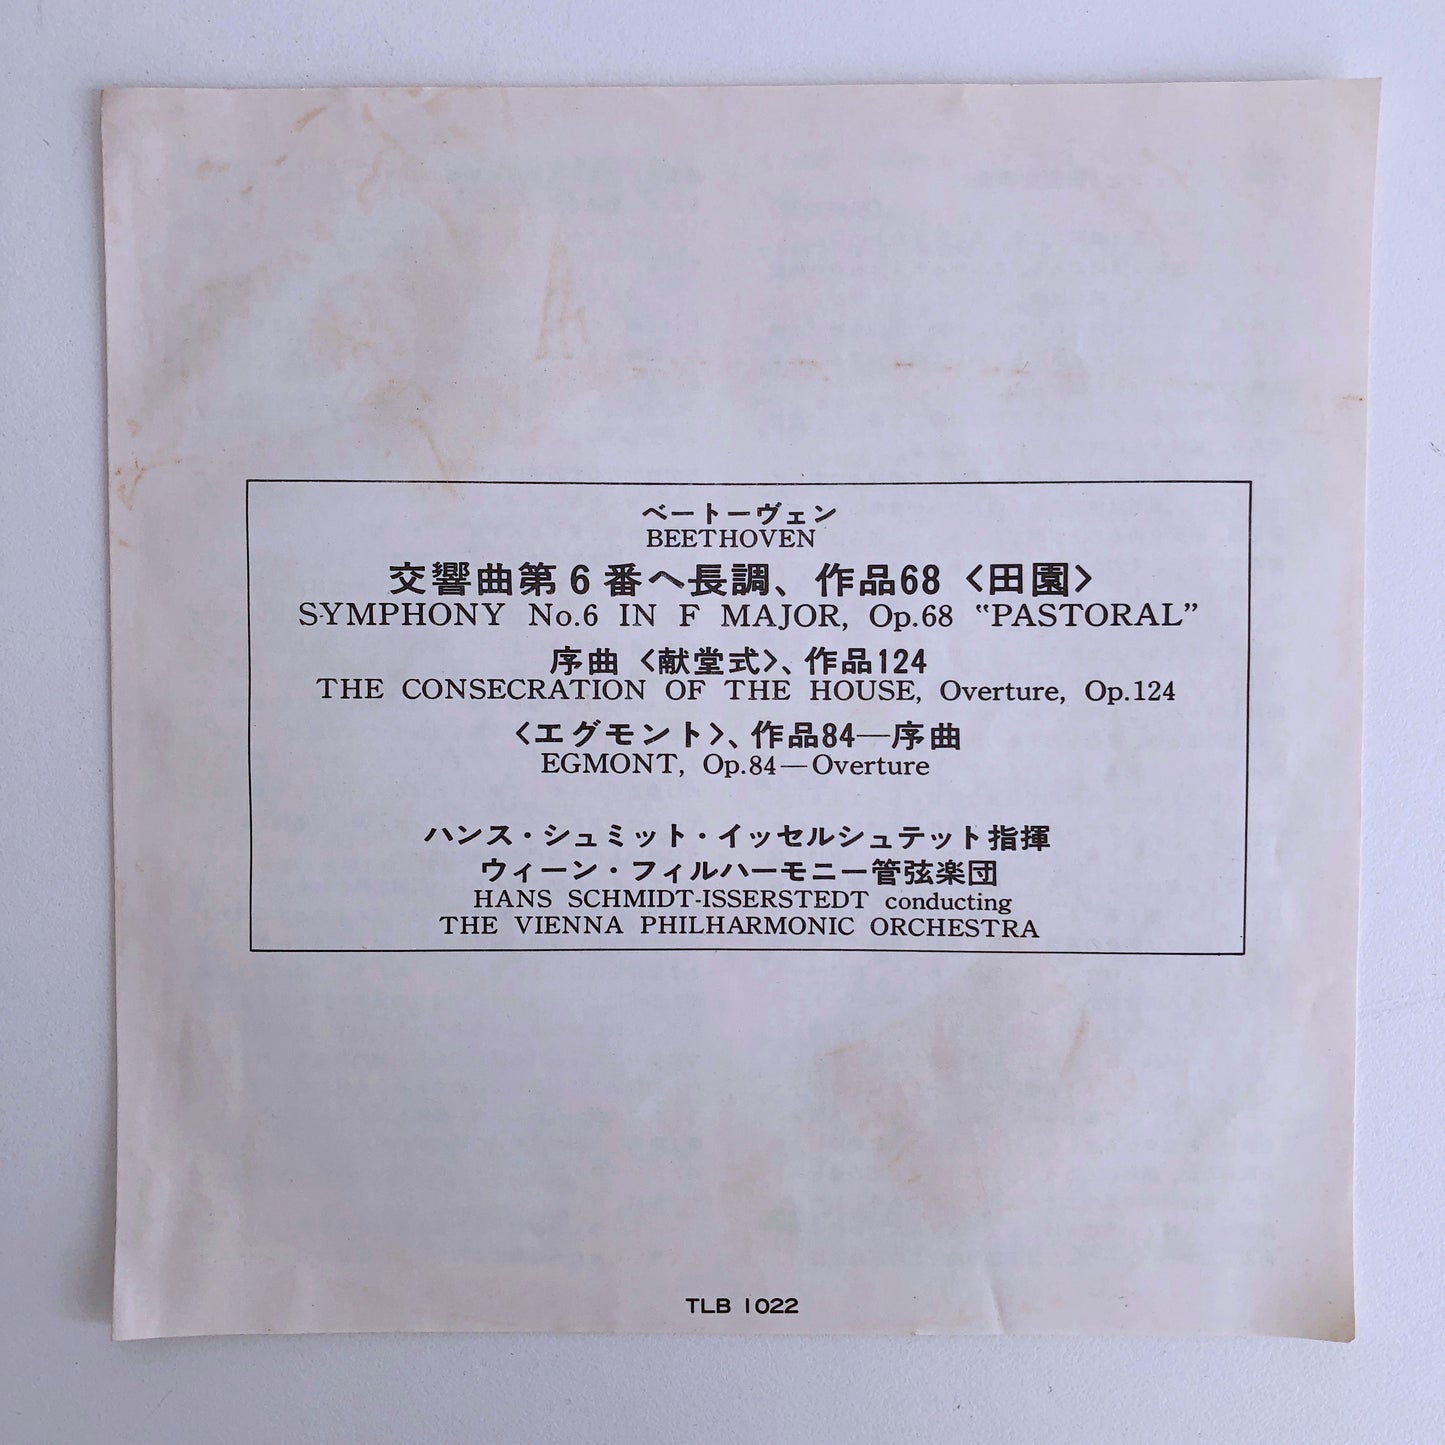 ベートーヴェン
BEETHOVEN
交響曲第6番ヘ長調、作品68〈田園〉
SYMPHONY No.6 IN F MAJOR, Op.68 “PASTORAL”
序曲〈献堂式〉、作品124
THE CONSECRATION OF THE HOUSE, Overture, Op.124
〈エグモント〉、作品84—序曲
EGMONT, Op.84—Overture
ハンス・シュミット・イッセルシュテット指揮
ウィーン・フィルハーモニー管弦楽団
HANS SCHMIDT-ISSERSTEDT conducting
THE VIENNA PHILHARMONIC ORCHESTRA
TLB 1022